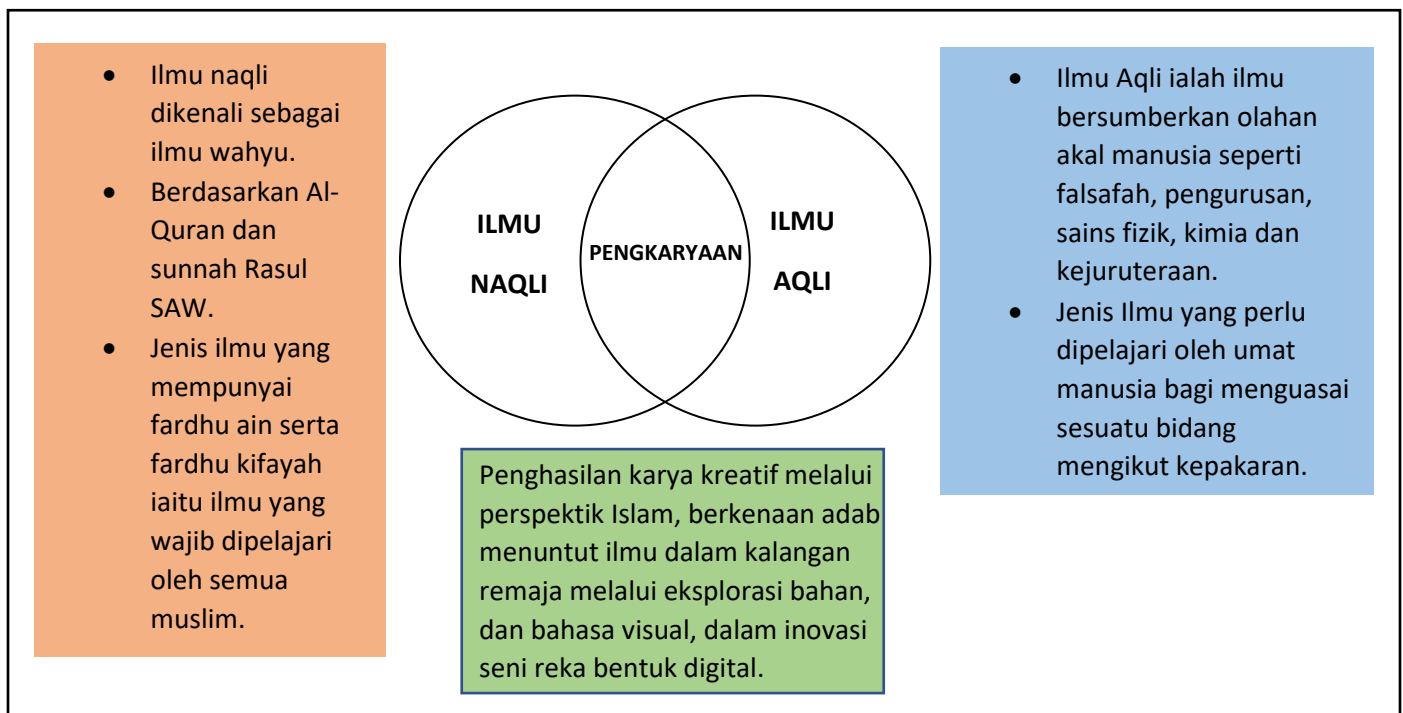 • Ilmu naqli
dikenali sebagai
ilmu wahyu.
• Berdasarkan Al-
Quran dan
sunnah Rasul
SAW.
• Jenis ilmu yang
mempunyai
fardhu ain serta
fardhu kifayah
iaitu ilmu yang
wajib dipelajari
oleh semua
muslim.
ILMU
NAQLI
PENGKARYAAN
ILMU
AQLI
• Ilmu Aqli ialah ilmu
bersumberkan olahan
akal manusia seperti
falsafah, pengurusan,
sains fizik, kimia dan
kejuruteraan.
• Jenis Ilmu yang perlu
dipelajari oleh umat
manusia bagi menguasai
sesuatu bidang
mengikut kepakaran.
Penghasilan karya kreatif melalui
perspektik Islam, berkenaan adab
menuntut ilmu dalam kalangan
remaja melalui eksplorasi bahan,
dan bahasa visual, dalam inovasi
seni reka bentuk digital.